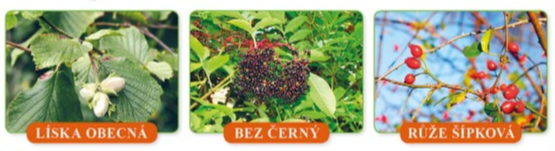 LÍSKA OBECNÁ
BEZ ČERNÝ
RŮŽE ŠÍPKOVÁ